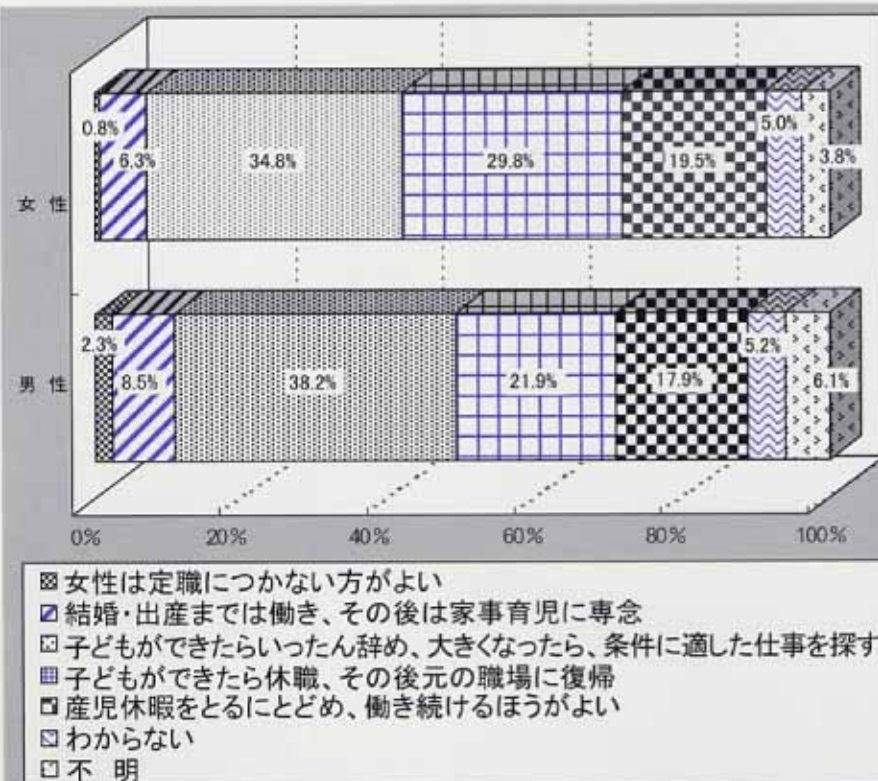 0.8%
6.3%
34.8%
29.8%
19.5%
5.0%
3.8%
女 性
2.3%
8.5%
38.2%
21.9%
17.9%
5.2%
6.1%
男 性
0% 20% 40% 60% 80% 100%
女性は定職につかない方がよい
結婚・出産までは働き、その後は家事育児に専念
子どもができたらいったん辞め、大きくなったら、条件に適した仕事を探す
子どもができたら休職、その後元の職場に復帰
産児休暇をとるにとどめ、働き続けるほうがよい
わからない
不 明